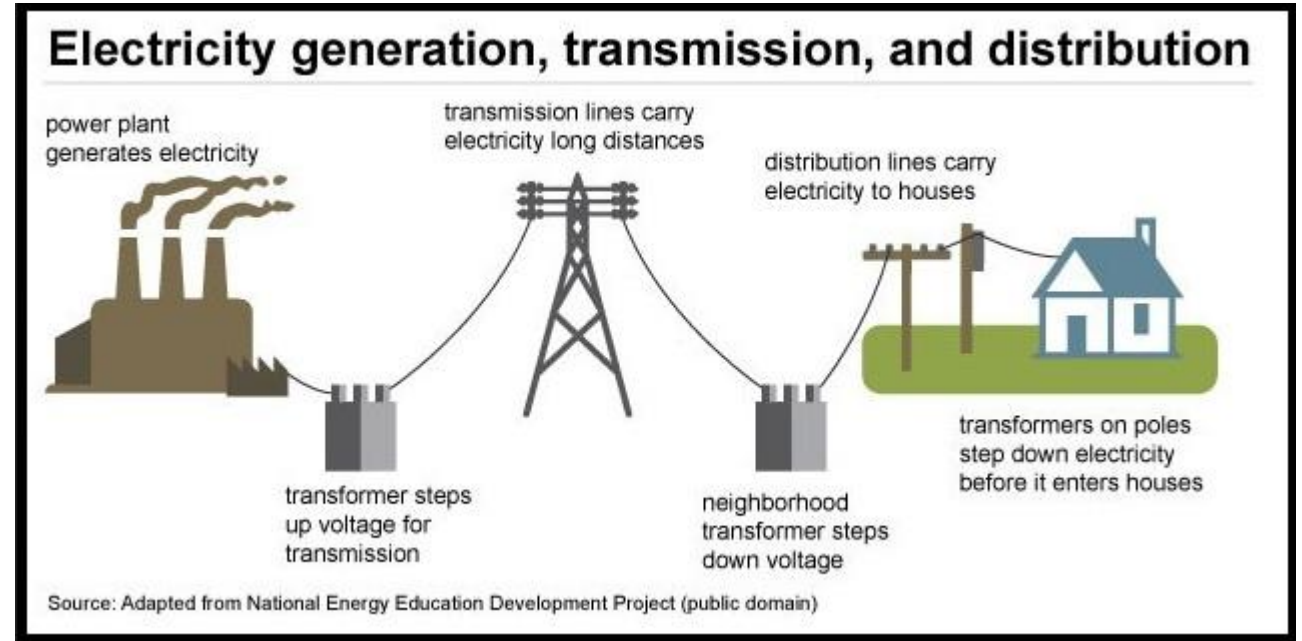 Electricity generation, transmission, and distribution
power plant
generates electricity
transmission lines carry
electricity long distances
distribution lines carry
electricity to houses
transformer steps
up voltage for
transmission
neighborhood
transformer steps
down voltage
transformers on poles
step down electricity
before it enters houses
Source: Adapted from National Energy Education Development Project (public domain)